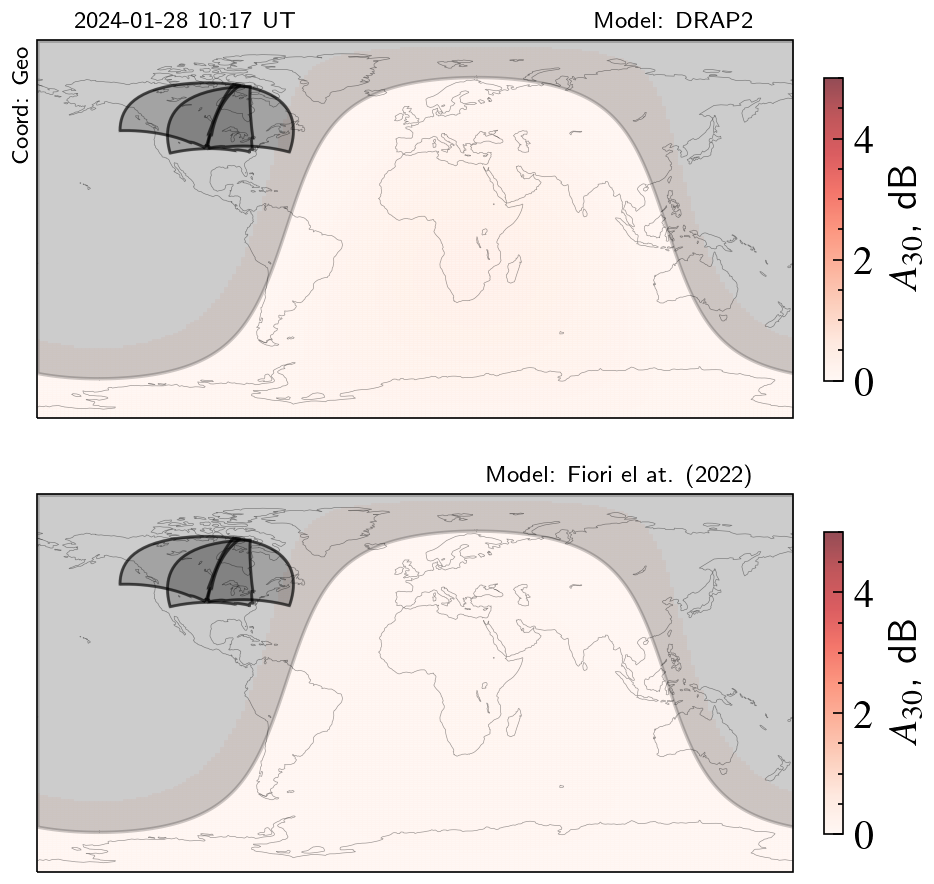 2024-01-28 10:17 UT
Model: DRAP2
Coord: Geo
4
2
0
A30, dB
Model: Fiori el at. (2022)
4
2
0
A30, dB